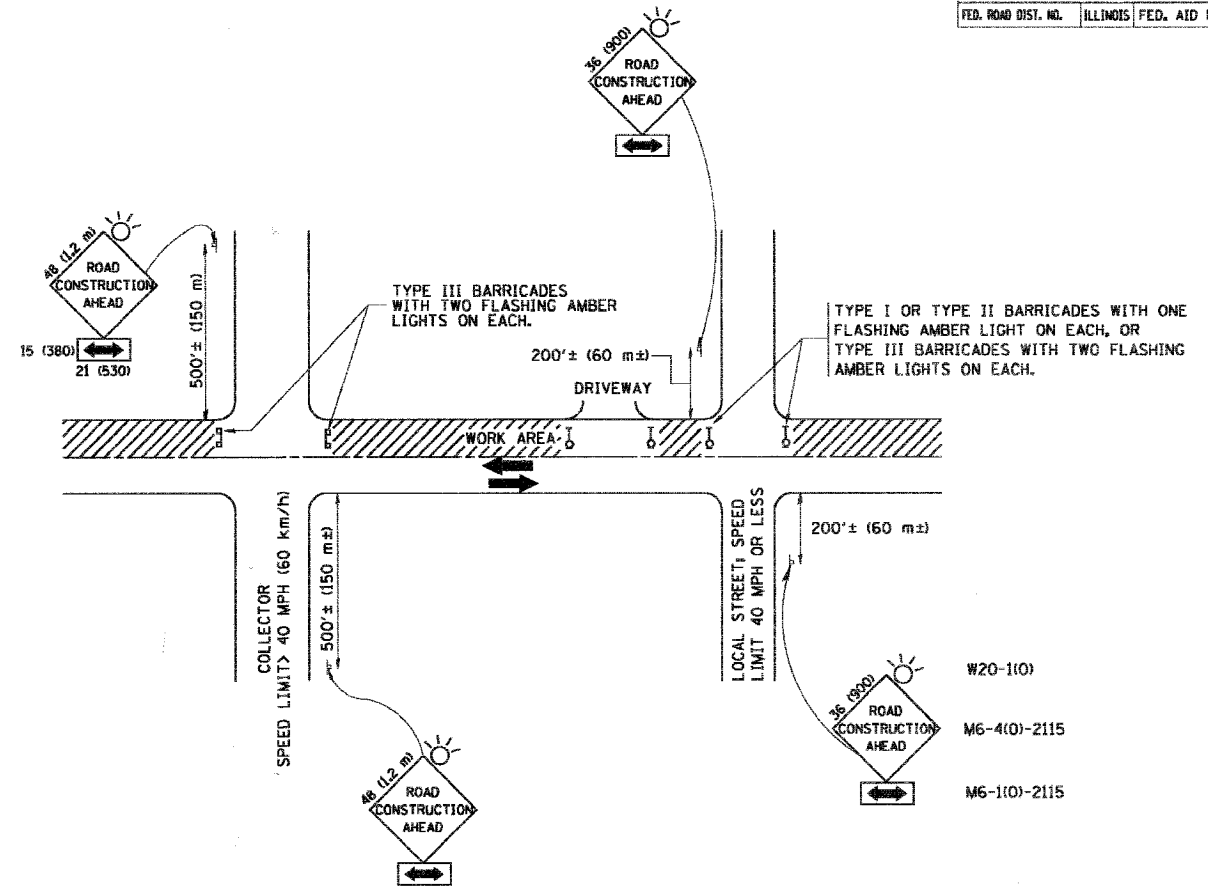 FED. ROAD DIST. NO. ILLINOIS FED. AID
36 (900)
ROAD
CONSTRUCTION
AHEAD
48 (1.2 m)
ROAD
CONSTRUCTION
AHEAD
15 (380)
21 (530)
500'± (150 m)
TYPE III BARRICADES
WITH TWO FLASHING AMBER
LIGHTS ON EACH.
200'± (60 m±)
DRIVEWAY
TYPE I OR TYPE II BARRICADES WITH ONE
FLASHING AMBER LIGHT ON EACH, OR
TYPE III BARRICADES WITH TWO FLASHING
AMBER LIGHTS ON EACH.
WORK AREA
COLLECTOR
SPEED LIMIT> 40 MPH (60 km/h)
500'± (150 m±)
LOCAL STREET; SPEED
LIMIT 40 MPH OR LESS
200'± (60 m±)
48 (1.2 m)
ROAD
CONSTRUCTION
AHEAD
36 (900)
ROAD
CONSTRUCTION
AHEAD
W20-1(O)
M6-4(O)-2115
M6-1(O)-2115